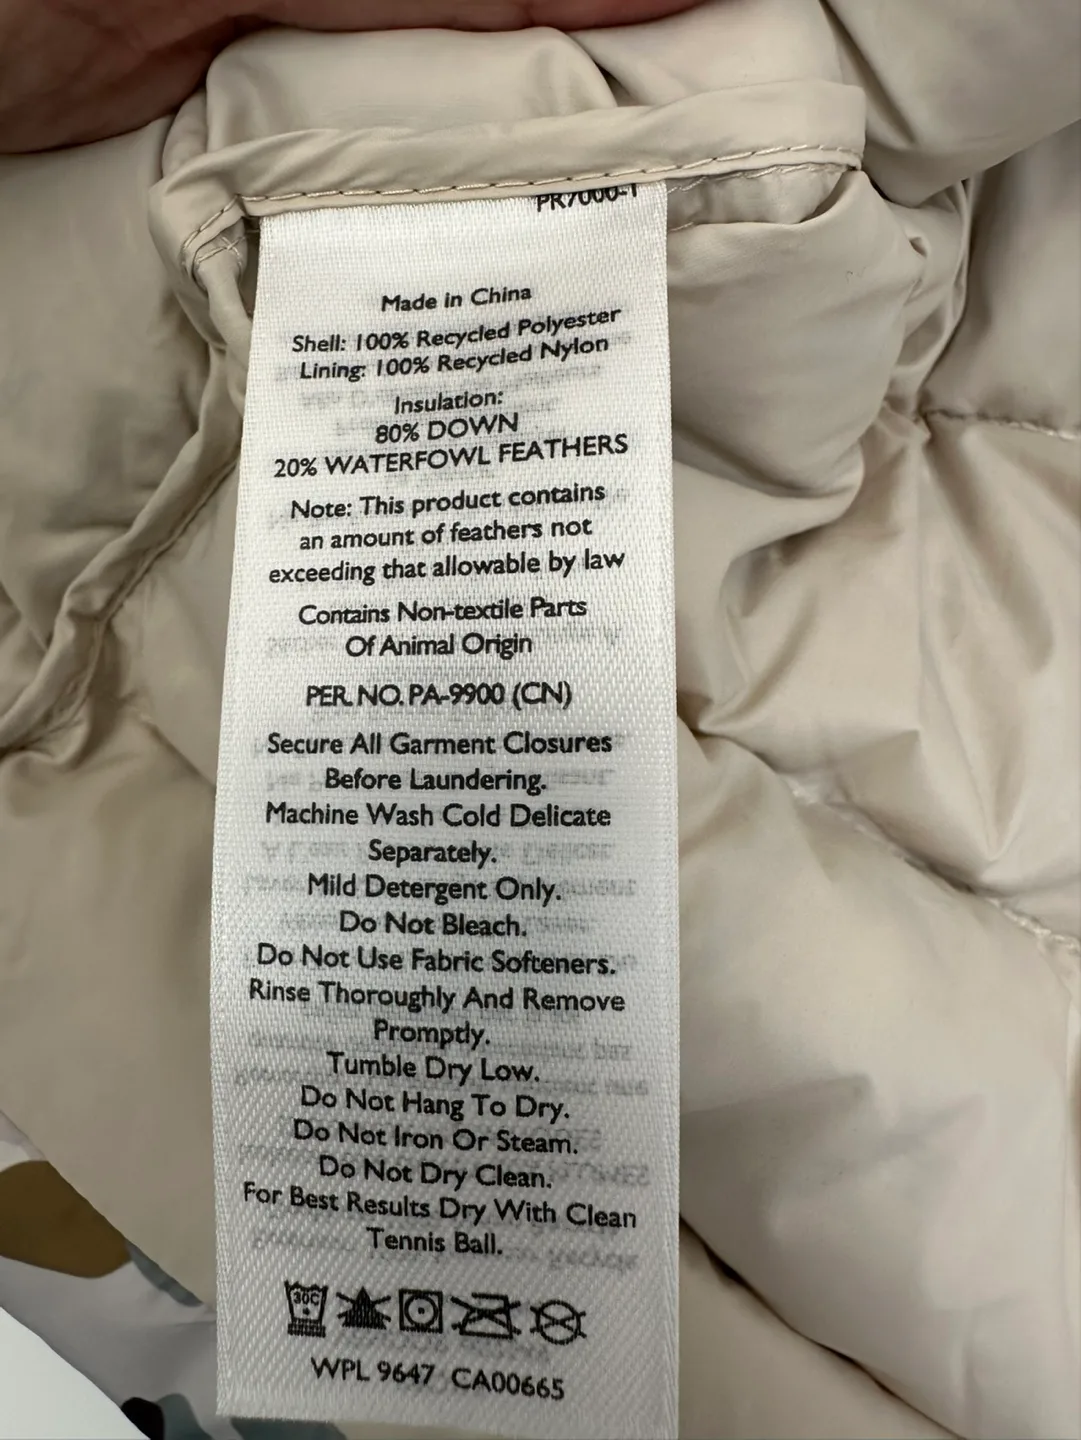 PR7000-1
Made in China
Shell: 100% Recycled Polyester
Lining: 100% Recycled Nylon
Insulation:
80% DOWN
20% WATERFOWL FEATHERS
Note: This product contains
an amount of feathers not
exceeding that allowable by law
Contains Non-textile Parts
Of Animal Origin
PER. NO. PA-9900 (CN)
Secure All Garment Closures
Before Laundering.
Machine Wash Cold Delicate
Separately.
Mild Detergent Only.
Do Not Bleach.
Do Not Use Fabric Softeners.
Rinse Thoroughly And Remove
Promptly.
Tumble Dry Low.
Do Not Hang To Dry.
Do Not Iron Or Steam.
Do Not Dry Clean.
For Best Results Dry With Clean
Tennis Ball.
30C
WPL 9647 CA00665